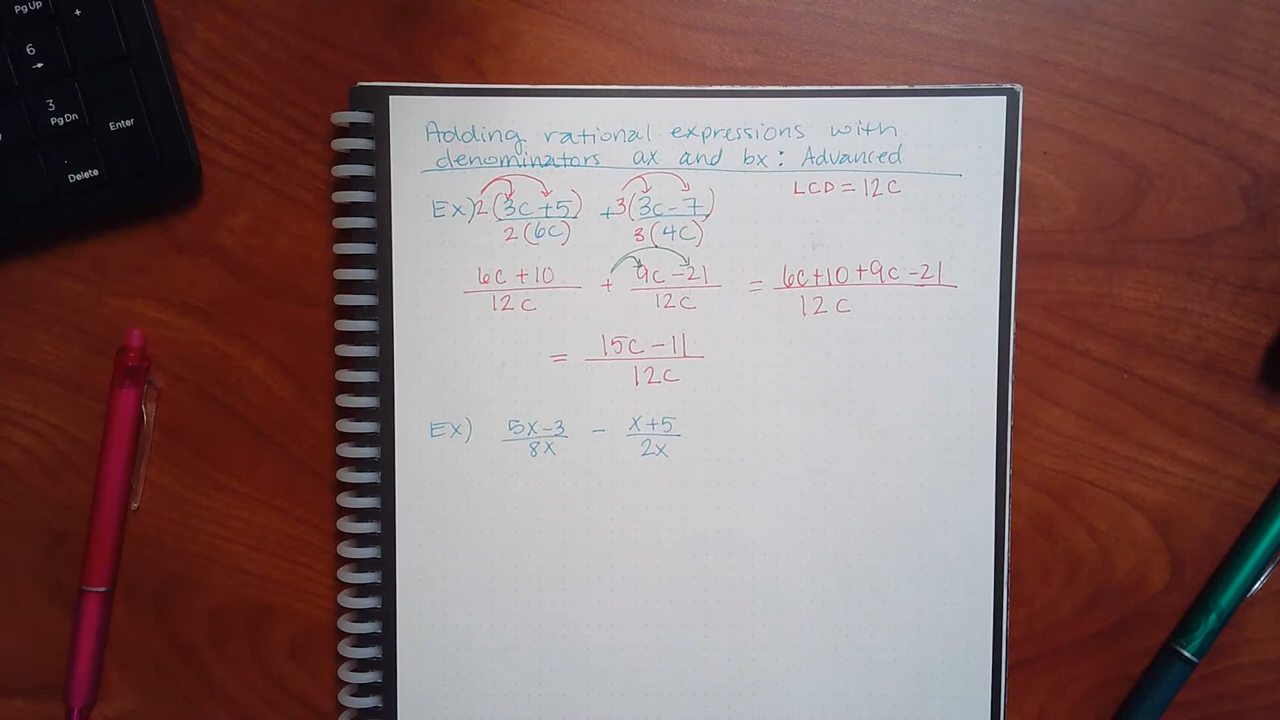 PgUp
+
6
→
3
PgDn
Enter
.
Delete
Adding rational expressions with
denominators ax and bx: Advanced
LCD = 12C
Ex) 2(3c+5)/2(6c) + 3(3c-7)/3(4c)
6c+10/12c + 9c-21/12c = 6c+10+9c-21/12c
= 15c-11/12c
Ex) 5x-3/8x - x+5/2x